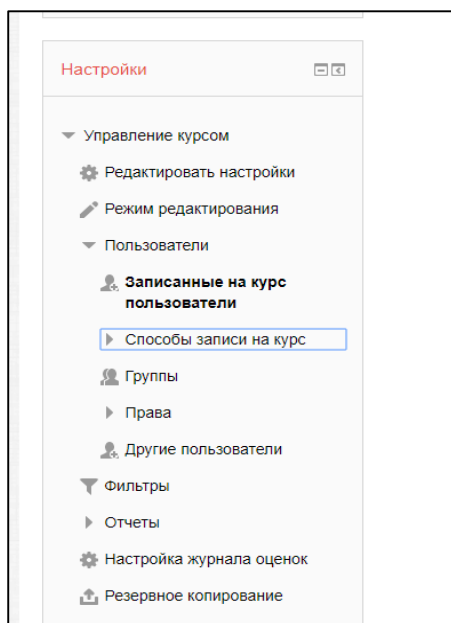 Настройки
Управление курсом
Редактировать настройки
Режим редактирования
Пользователи
Записанные на курс
пользователи
Способы записи на курс
Группы
Права
Другие пользователи
Фильтры
Отчеты
Настройка журнала оценок
Резервное копирование